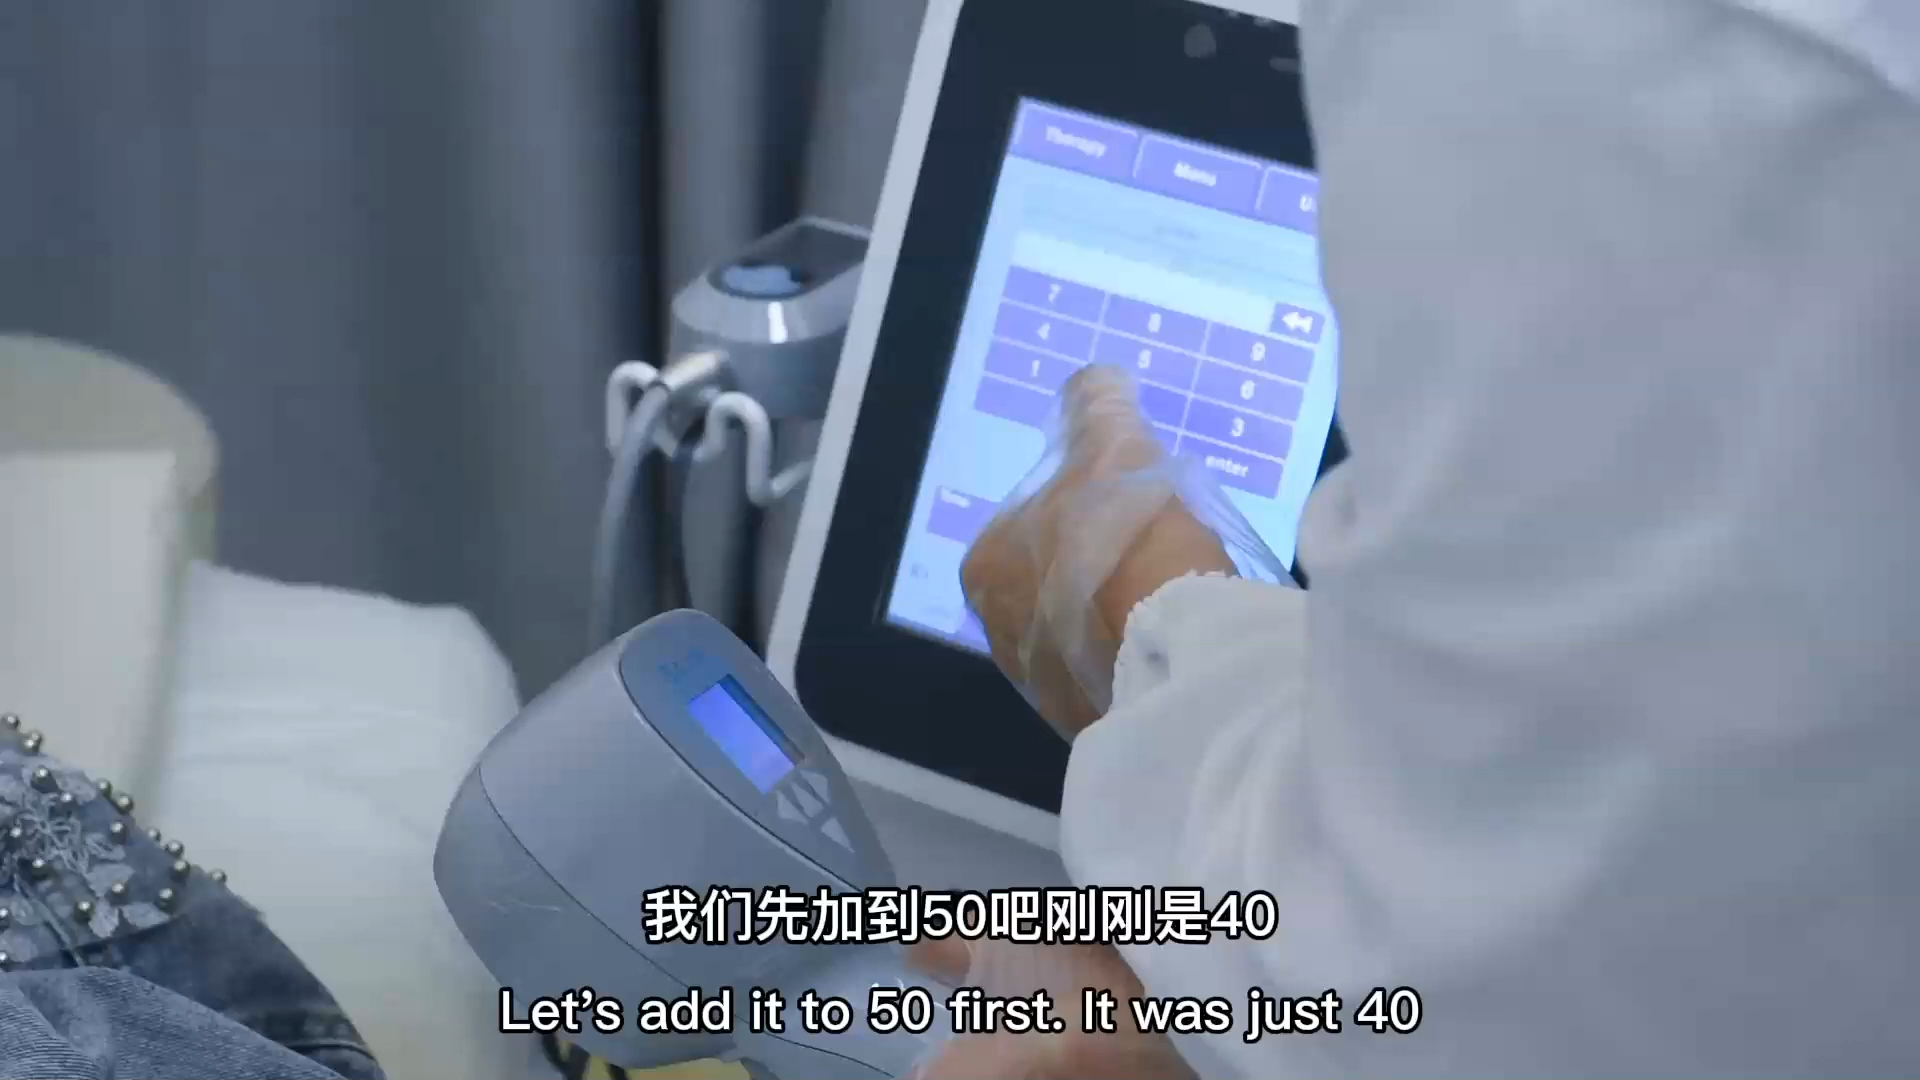 Therapy
Menu
7
8
9
4
5
6
1
3
enter
Time
我们先加到50吧刚刚是40
Let's add it to 50 first. It was just 40